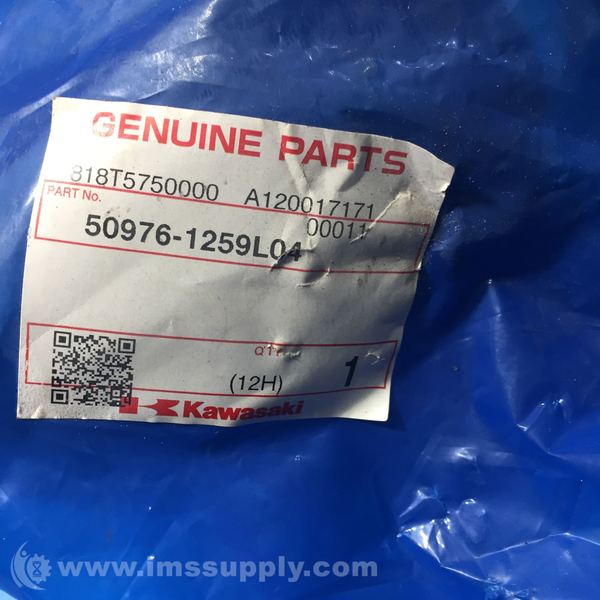 GENUINE PARTS
818T5750000 A120017171
PART No. 00011
50976-1259L04
Q'TY
(12H) 1
Kawasaki
www.imssupply.com